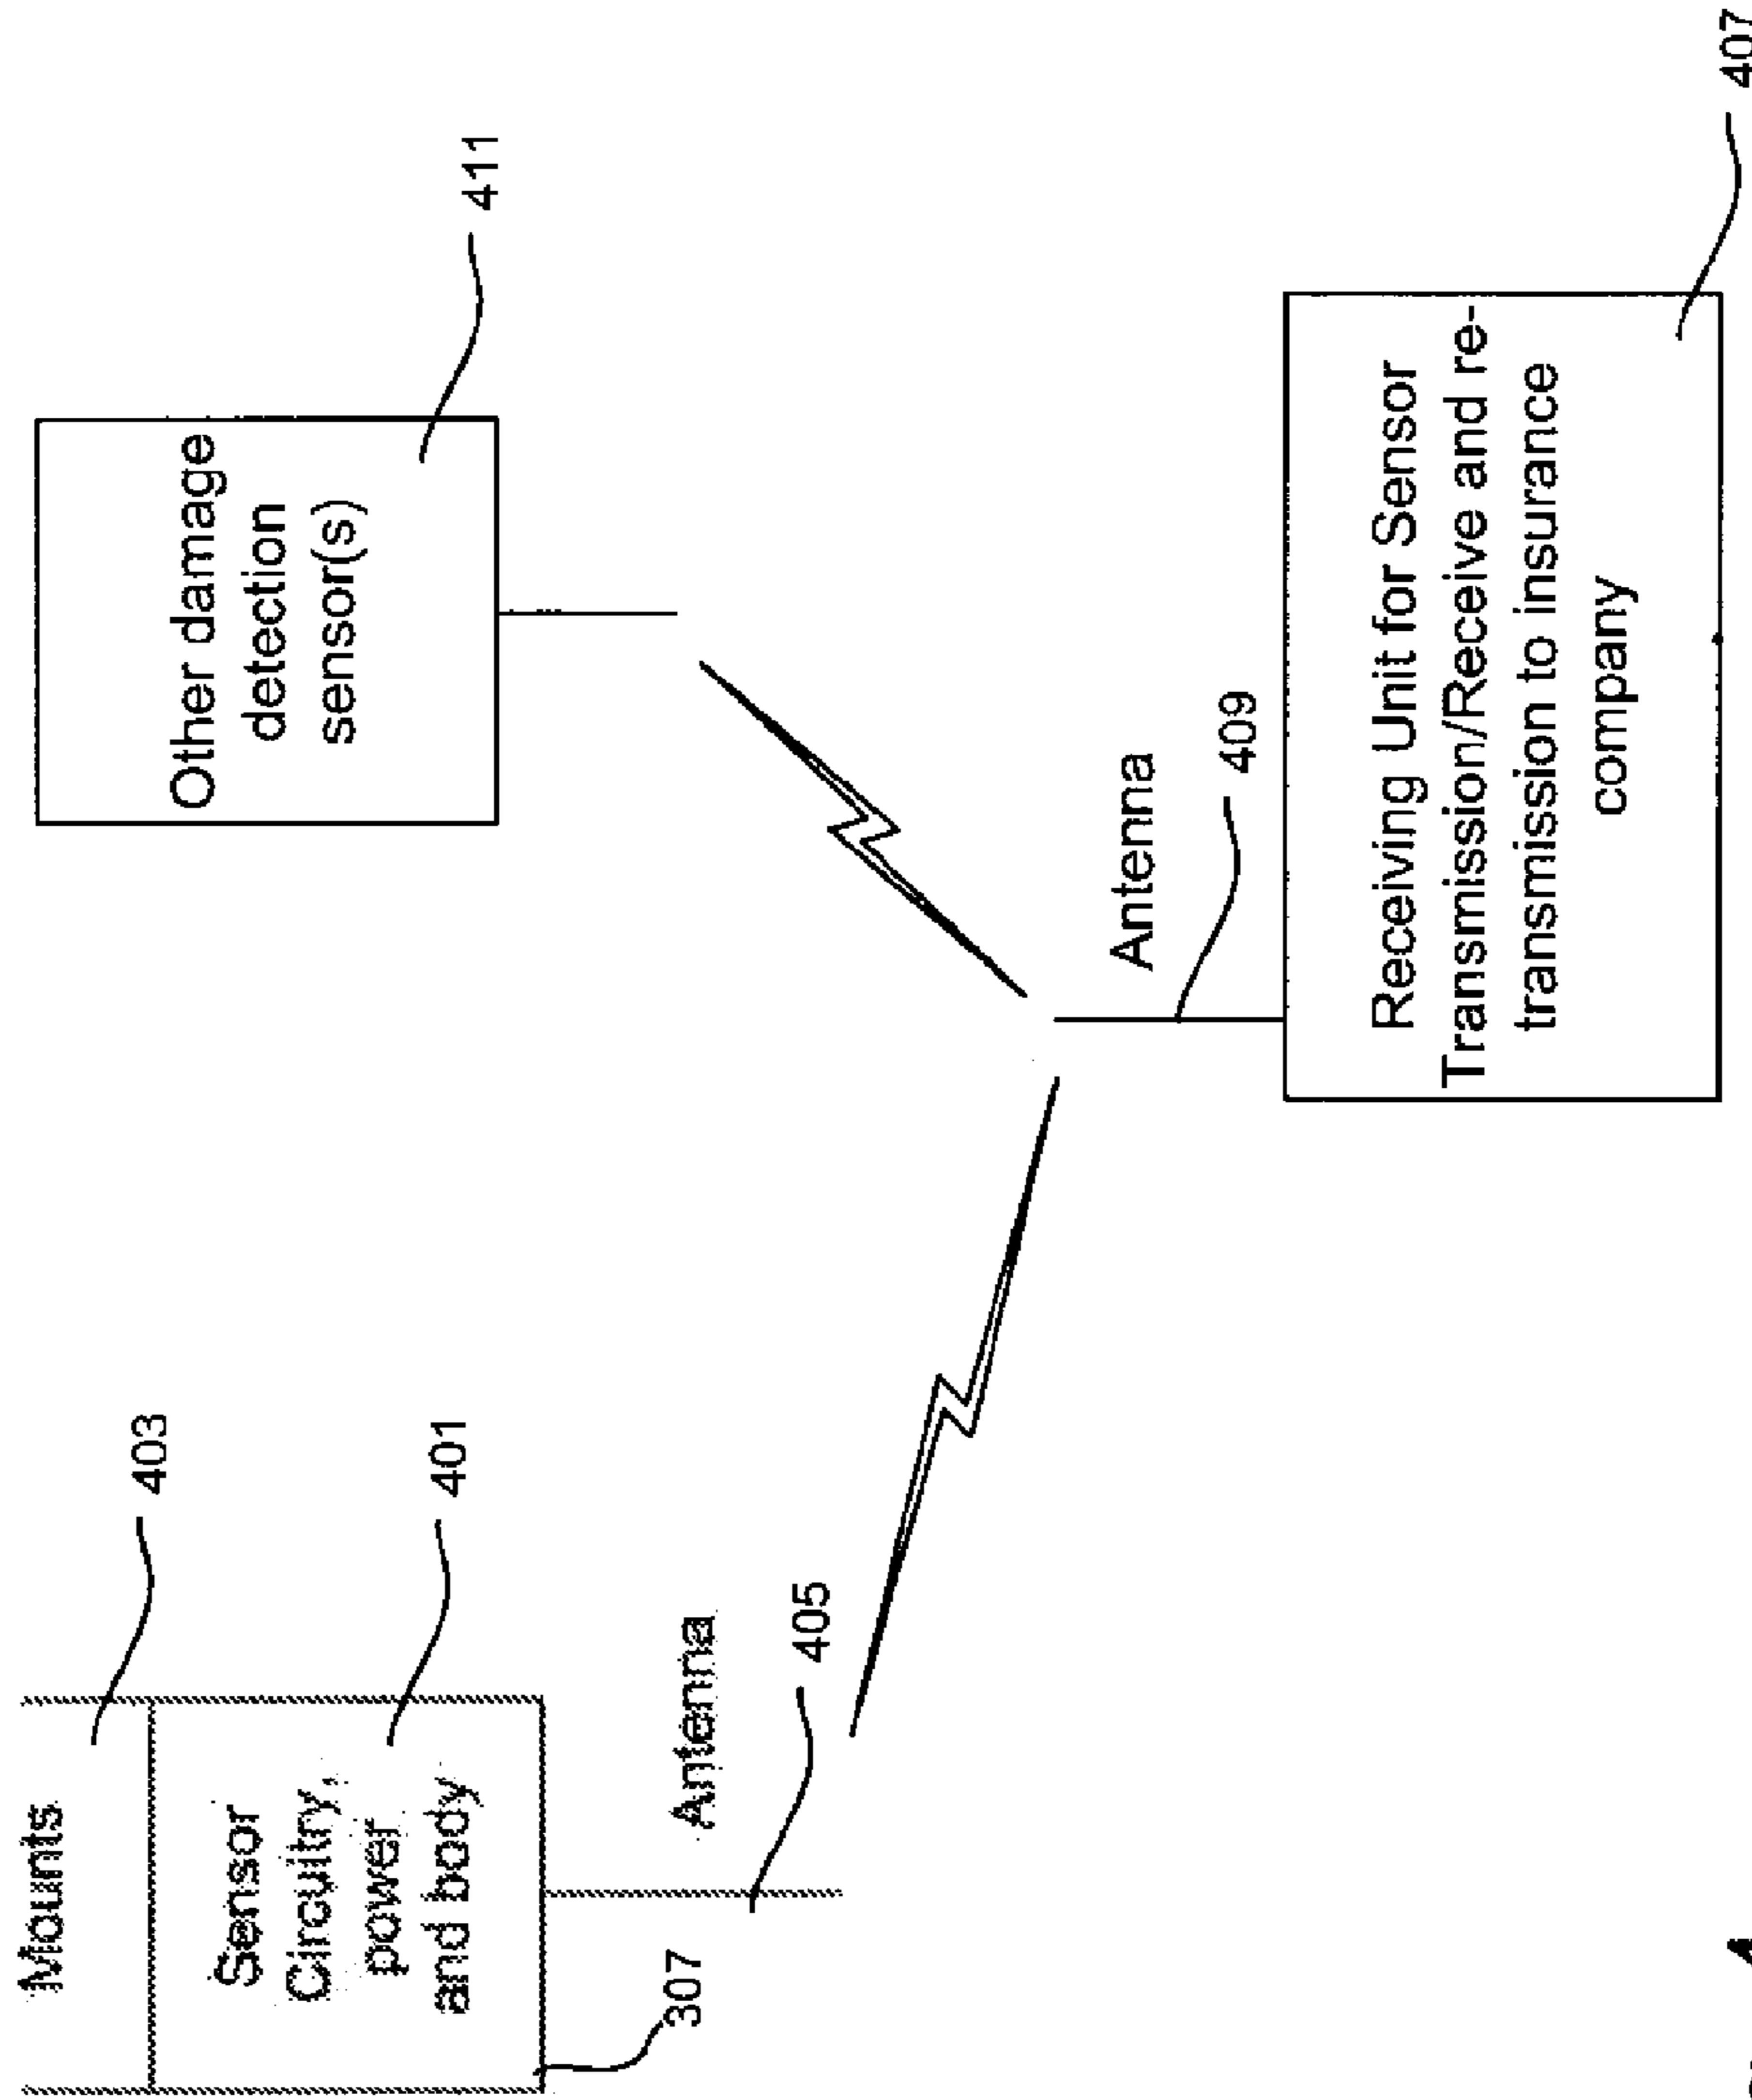 Mounts
403
Sensor
Circuitry,
power
and body
401
307
Antenna
405
Other damage
detection
sensor(s)
411
Antenna
409
Receiving Unit for Sensor
Transmission/Receive and re-
transmission to insurance
company
407